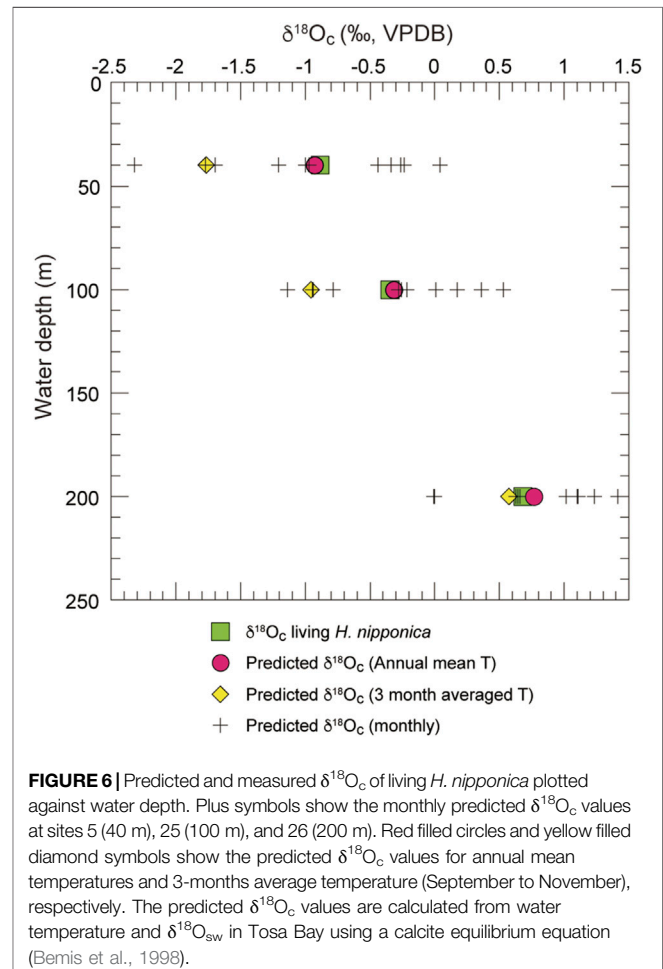 δ¹⁸Oc (‰, VPDB)
-2.5 -2 -1.5 -1 -0.5 0 0.5 1 1.5
0
50
100
150
200
250
Water depth (m)
δ¹⁸Oc living H. nipponica
Predicted δ¹⁸Oc (Annual mean T)
Predicted δ¹⁸Oc (3 month averaged T)
Predicted δ¹⁸Oc (monthly)
FIGURE 6 | Predicted and measured δ¹⁸Oc of living H. nipponica plotted
against water depth. Plus symbols show the monthly predicted δ¹⁸Oc values
at sites 5 (40 m), 25 (100 m), and 26 (200 m). Red filled circles and yellow filled
diamond symbols show the predicted δ¹⁸Oc values for annual mean
temperatures and 3-months average temperature (September to November),
respectively. The predicted δ¹⁸Oc values are calculated from water
temperature and δ¹⁸Osw in Tosa Bay using a calcite equilibrium equation
(Bemis et al., 1998).